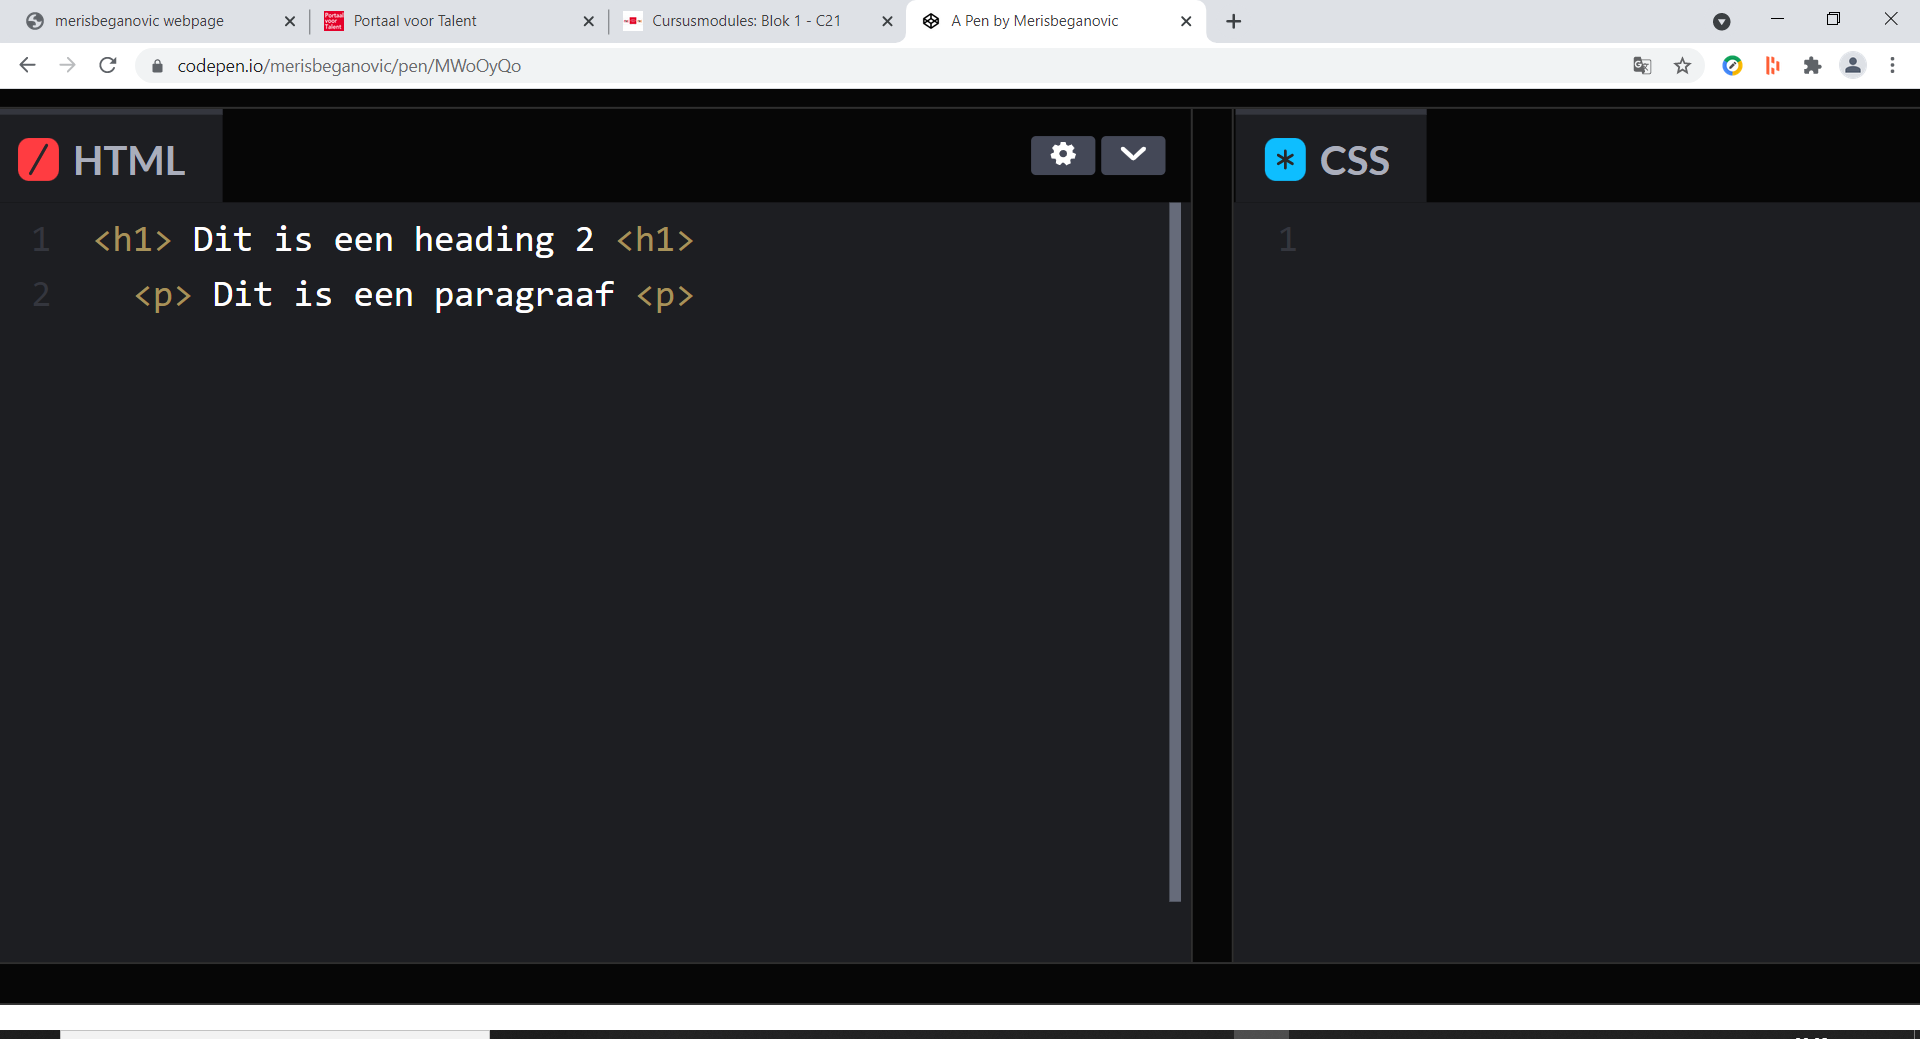 merisbeganovic webpage
Portaal voor Talent
Cursusmodules: Blok 1 - C21
A Pen by Merisbeganovic
codepen.io/merisbeganovic/pen/MWoOyQo
HTML
CSS
1 <h1> Dit is een heading 2 <h1>
2 <p> Dit is een paragraaf <p>
1